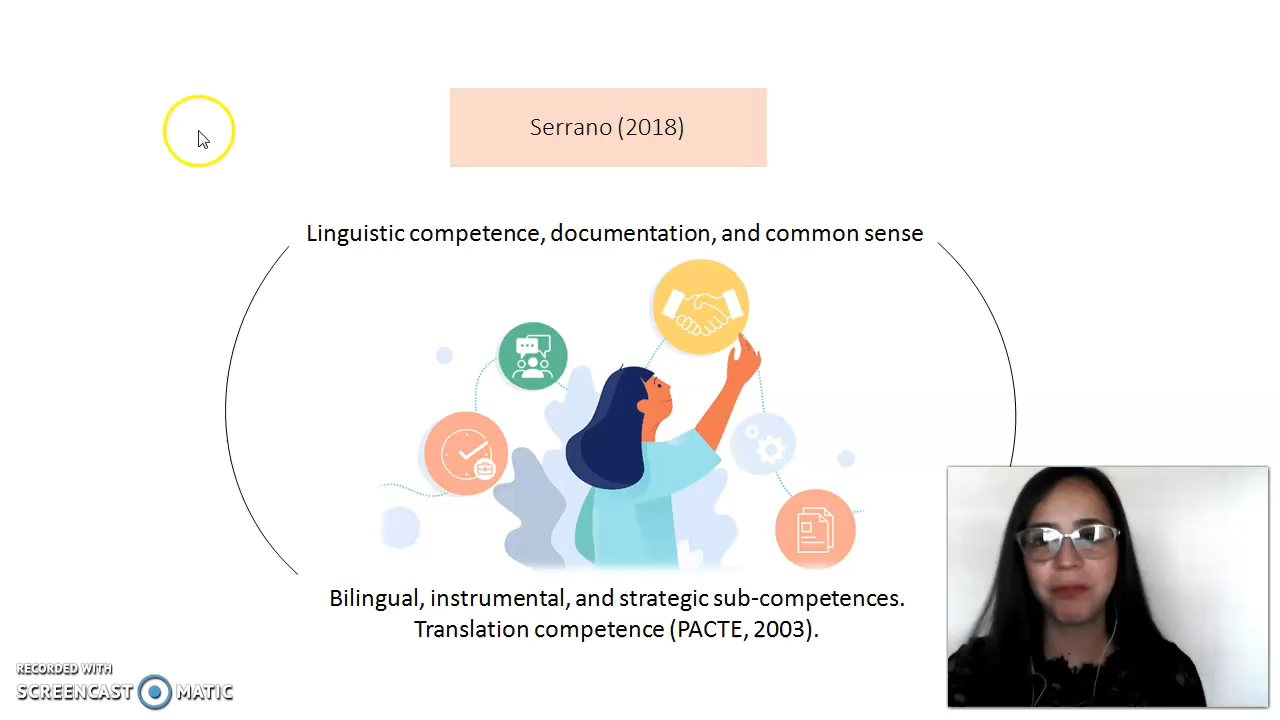 Serrano (2018)
Linguistic competence, documentation, and common sense
Bilingual, instrumental, and strategic sub-competences.
Translation competence (PACTE, 2003).
RECORDED WITH
SCREENCAST MATIC